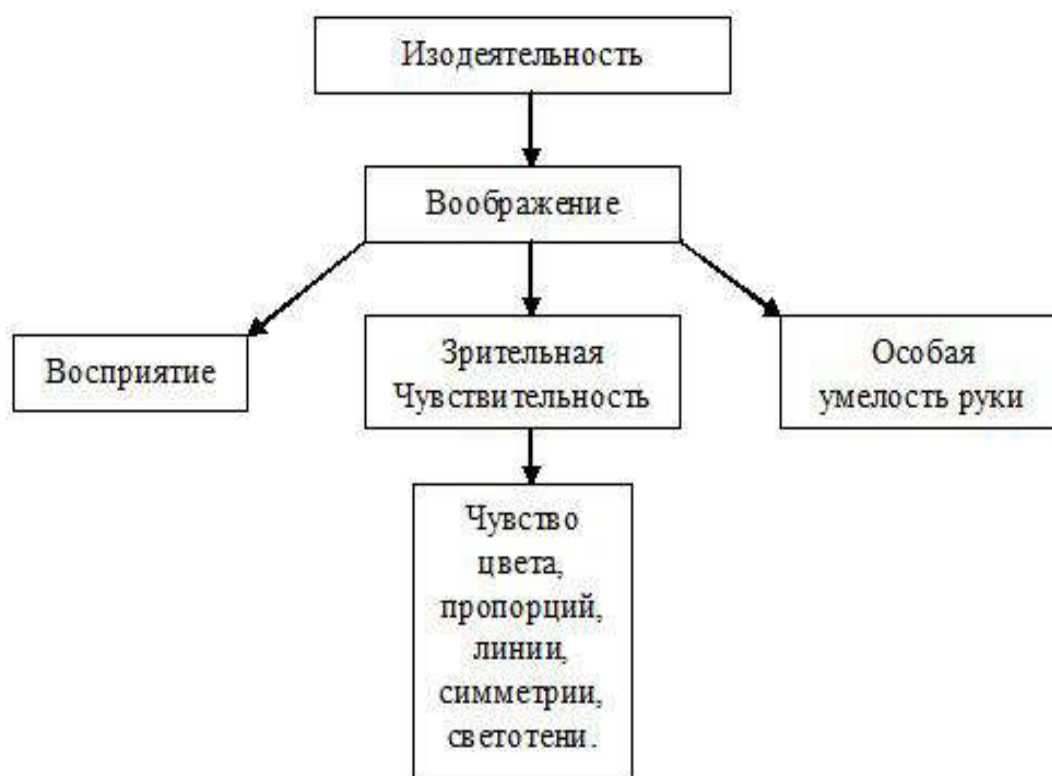 Изодеятельность
Воображение
Восприятие
Зрительная
Чувствительность
Особая
умелость руки
Чувство
цвета,
пропорций,
линии,
симметрии,
светотени.